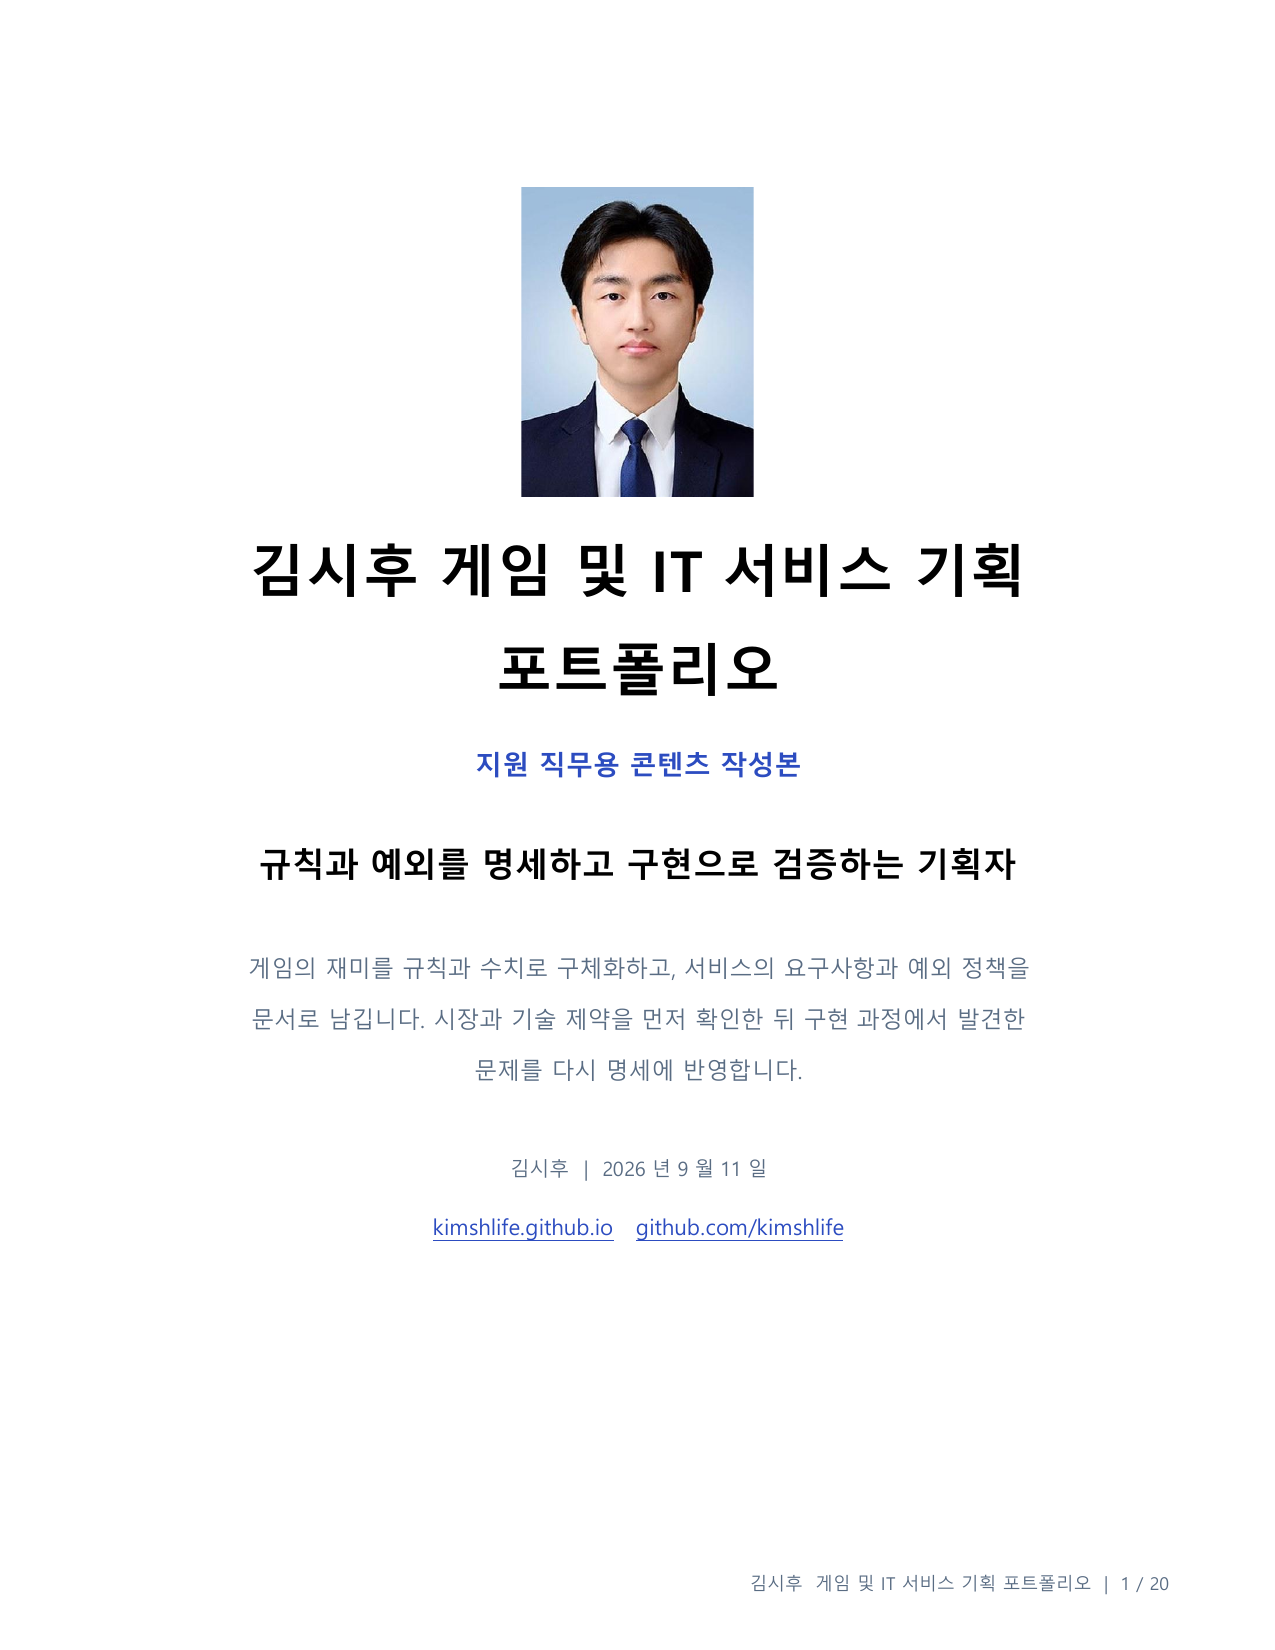 김시후 게임 및 IT 서비스 기획
포트폴리오
지원 직무용 콘텐츠 작성본
규칙과 예외를 명세하고 구현으로 검증하는 기획자
게임의 재미를 규칙과 수치로 구체화하고, 서비스의 요구사항과 예외 정책을
문서로 남깁니다. 시장과 기술 제약을 먼저 확인한 뒤 구현 과정에서 발견한
문제를 다시 명세에 반영합니다.
김시후 | 2026 년 9 월 11 일
kimshlife.github.io github.com/kimshlife
김시후 게임 및 IT 서비스 기획 포트폴리오 | 1 / 20